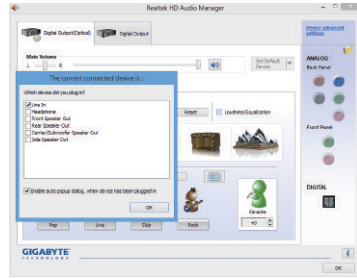 Realtek HD Audio Manager
Digital Output(Optical)
Digital Output
Device advanced settings
Main Volume
L
R
Set Default Device
ANALOG
Back Panel
The current connected device is :
Which device did you plug in?
Line In
Headphone
Front Speaker Out
Rear Speaker Out
Center/Subwoofer Speaker Out
Side Speaker Out
Reset
Loudness Equalization
Front Panel
Enable auto popup dialog, when device has been plugged in
OK
DIGITAL
Karaoke
+0
Pop
Live
Club
Rock
GIGABYTE
TECHNOLOGY
OK